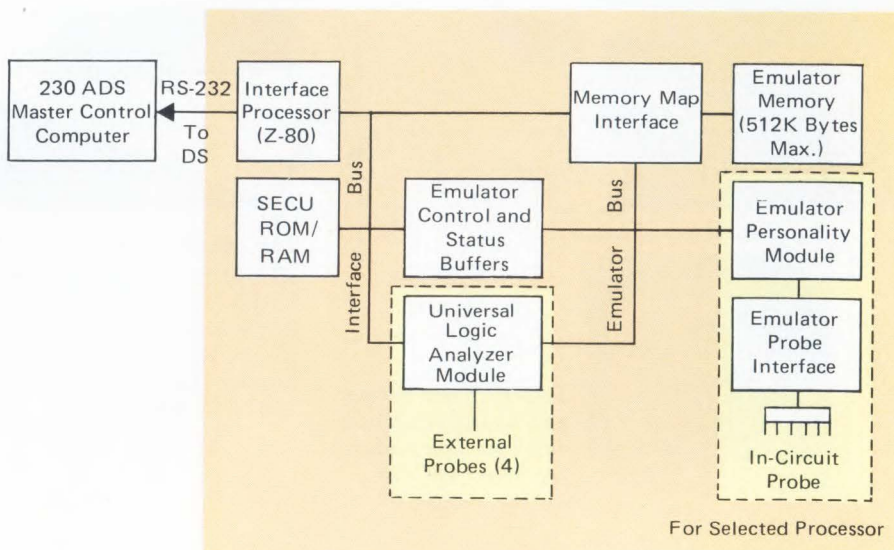 230 ADS
Master Control
Computer
RS-232
To
DS
Interface
Processor
(Z-80)
Memory Map
Interface
Emulator
Memory
(512K Bytes
Max.)
SECU
ROM/
RAM
Interface
Bus
Emulator
Control and
Status
Buffers
Emulator
Bus
Emulator
Personality
Module
Universal
Logic
Analyzer
Module
Emulator
Probe
Interface
External
Probes (4)
In-Circuit
Probe
For Selected Processor